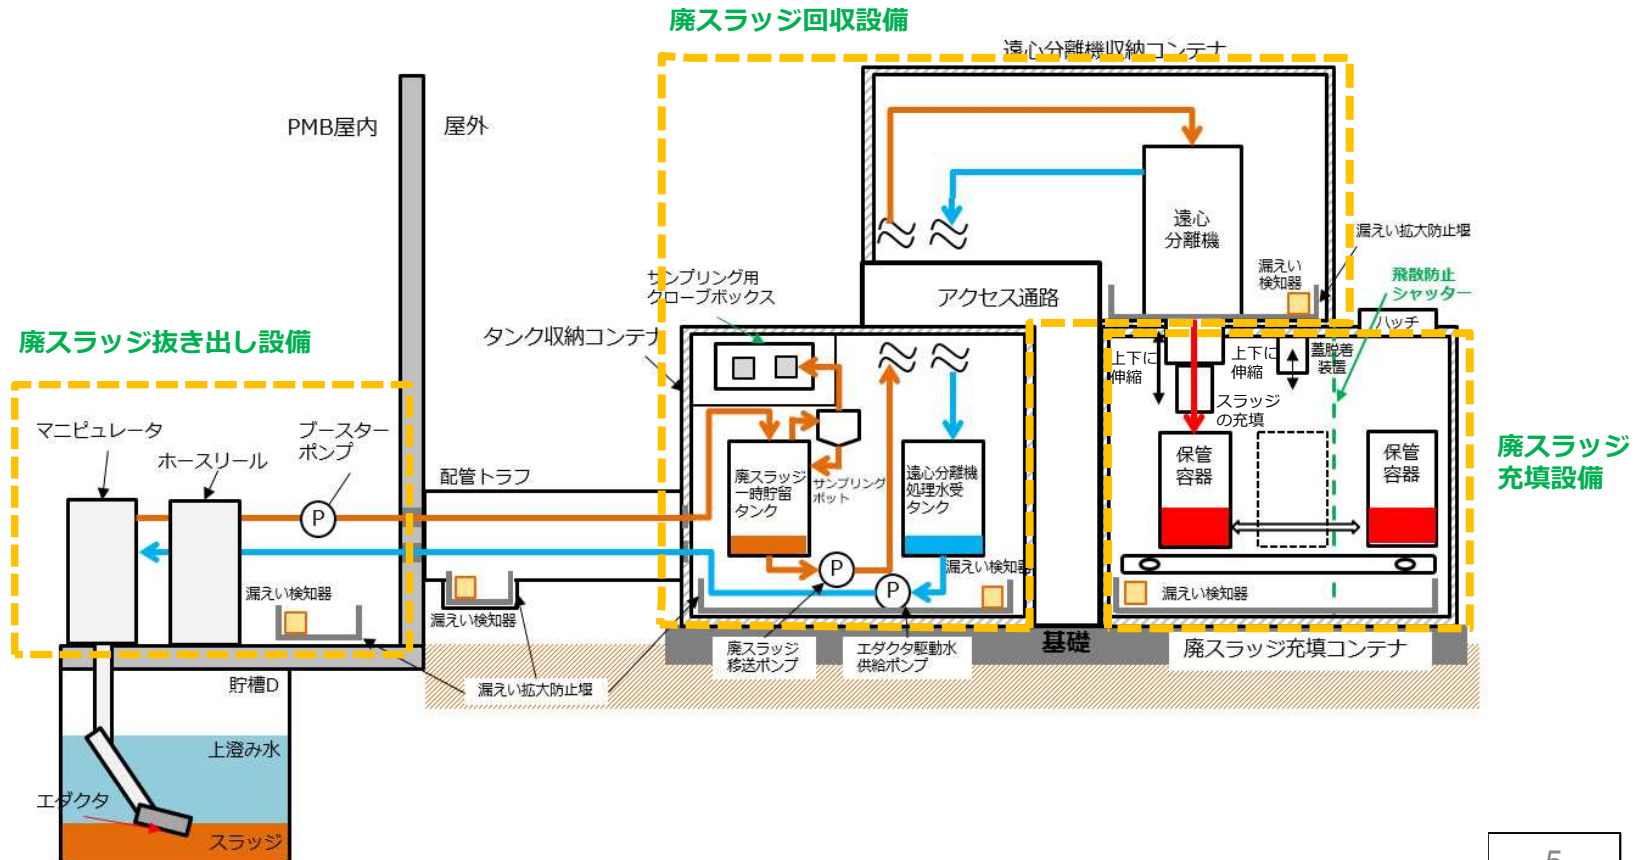 廃スラッジ回収設備
遠心分離機収納コンテナ
PMB屋内
屋外
遠心
分離機
漏えい拡大防止堰
漏えい
検知器
飛散防止
シャッター
サンプリング用
グローブボックス
アクセス通路
ハッチ
タンク収納コンテナ
廃スラッジ抜き出し設備
上下に
伸縮
上下に
伸縮
蓋脱着
装置
スラッジ
の充填
マニピュレータ
ホースリール
ブースター
ポンプ
P
配管トラフ
廃スラッジ
一時貯留
タンク
サンプリング
ポット
遠心分離機
処理水受
タンク
保管
容器
保管
容器
廃スラッジ
充填設備
P
P
漏えい検知器
漏えい検知器
漏えい検知器
漏えい検知器
廃スラッジ
移送ポンプ
エダクタ駆動水
供給ポンプ
基礎
廃スラッジ充填コンテナ
漏えい拡大防止堰
貯槽D
上澄み水
エダクタ
スラッジ
5